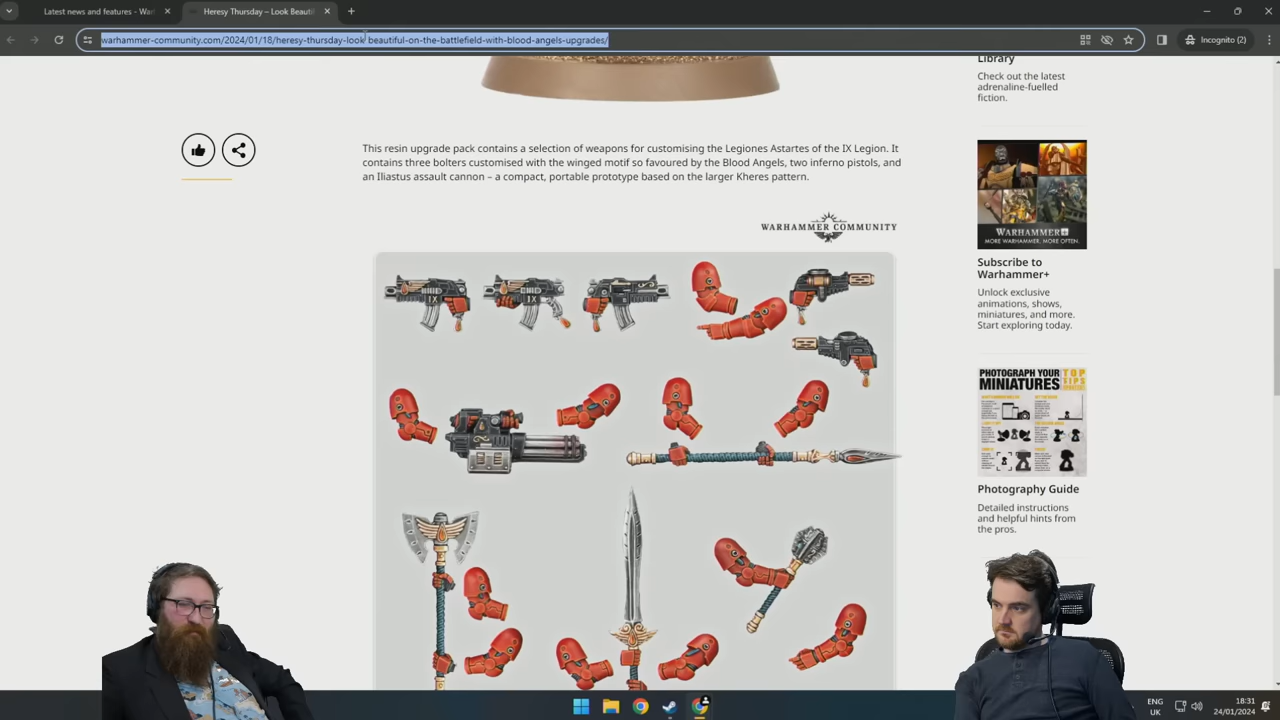 Latest news and features - War
Heresy Thursday – Look Beautif
warhammer-community.com/2024/01/18/heresy-thursday-look-beautiful-on-the-battlefield-with-blood-angels-upgrades/
Incognito (2)
Library
Check out the latest
adrenaline-fuelled
fiction.
This resin upgrade pack contains a selection of weapons for customising the Legiones Astartes of the IX Legion. It
contains three bolters customised with the winged motif so favoured by the Blood Angels, two inferno pistols, and
an Iliastus assault cannon – a compact, portable prototype based on the larger Kheres pattern.
WARHAMMER COMMUNITY
IX
IX
WARHAMMER+
MORE WARHAMMER. MORE OFTEN.
Subscribe to
Warhammer+
Unlock exclusive
animations, shows,
miniatures, and more.
Start exploring today.
PHOTOGRAPH YOUR
MINIATURES
TOP
TIPS
Photography Guide
Detailed instructions
and helpful hints from
the pros.
ENG
UK
18:31
24/01/2024